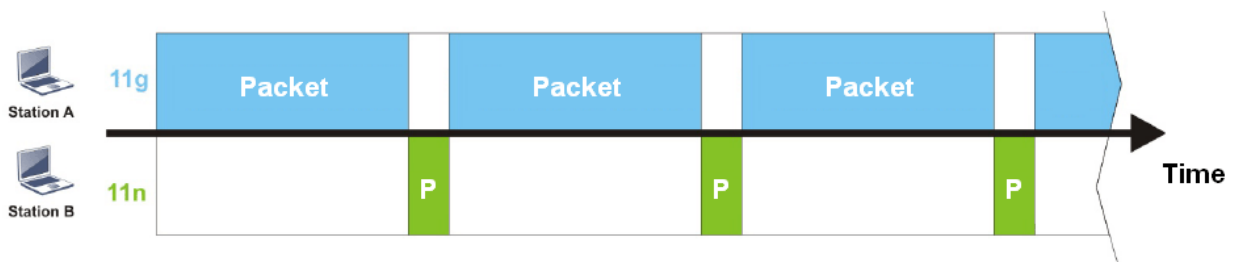 11g Packet Packet Packet
Station A
P P P
11n
Time
Station B